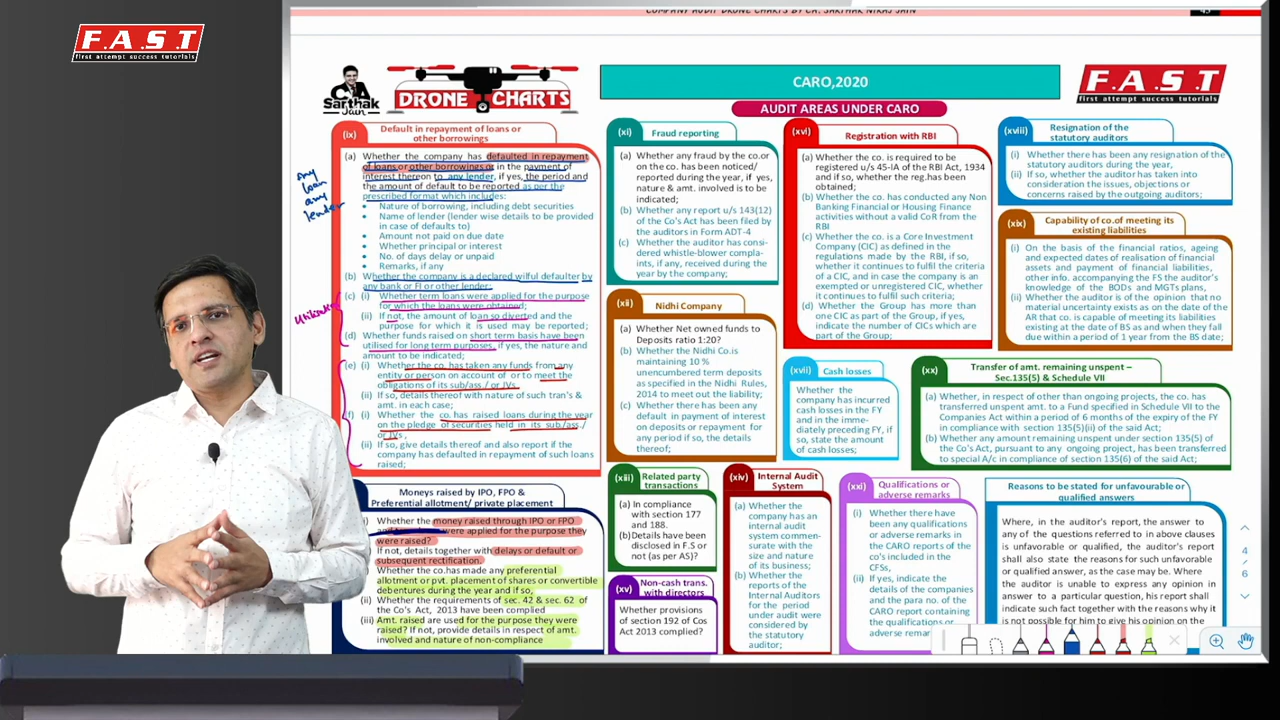 F.A.S.T
first attempt success tutorials
COMPANY AUDIT DRONE CHARTS BY CA. SARTHAK NIRAJ JAIN
43
CA
Sarthak
Jain
DRONE CHARTS
CARO,2020
AUDIT AREAS UNDER CARO
F.A.S.T
first attempt success tutorials
(ix) Default in repayment of loans or
other borrowings
(a) Whether the company has defaulted in repayment
of loans or other borrowings or in the payment of
interest thereon to any lender, if yes, the period and
the amount of default to be reported as per the
prescribed format which includes:
any
loan
any
lender
• Nature of borrowing, including debt securities
• Name of lender (lender wise details to be provided
in case of defaults to)
• Amount not paid on due date
• Whether principal or interest
• No. of days delay or unpaid
• Remarks, if any
(b) Whether the company is a declared wilful defaulter by
any bank or FI or other lender;
(c) (i) Whether term loans were applied for the purpose
for which the loans were obtained;
(ii) If not, the amount of loan so diverted and the
purpose for which it is used may be reported;
(d) Whether funds raised on short term basis have been
utilised for long term purposes, if yes, the nature and
amount to be indicated;
(e) (i) Whether the co. has taken any funds from any
entity or person on account of or to meet the
obligations of its sub/ass./ or JVs.
(ii) If so, details thereof with nature of such tran's &
amt. in each case;
(f) (i) Whether the co. has raised loans during the year
on the pledge of securities held in its sub./ass./
or JVs ,
(ii) If so, give details thereof and also report if the
company has defaulted in repayment of such loans
raised;
Moneys raised by IPO, FPO &
Preferential allotment/ private placement
(i) Whether the money raised through IPO or FPO
were applied for the purpose they
were raised?
If not, details together with delays or default or
subsequent rectification.
Whether the co.has made any preferential
allotment or pvt. placement of shares or convertible
debentures during the year and if so,
(ii) Whether the requirements of sec. 42 & sec. 62 of
the Co's Act, 2013 have been complied
(iii) Amt. raised are used for the purpose they were
raised? If not, provide details in respect of amt.
involved and nature of non-compliance
(xi) Fraud reporting
(a) Whether any fraud by the co.or
on the co. has been noticed/
reported during the year, if yes,
nature & amt. involved is to be
indicated;
(b) Whether any report u/s 143(12)
of the Co's Act has been filed by
the auditors in Form ADT-4
(c) Whether the auditor has consi-
dered whistle-blower compla-
ints, if any, received during the
year by the company;
(xii) Nidhi Company
(a) Whether Net owned funds to
Deposits ratio 1:20?
(b) Whether the Nidhi Co.is
maintaining 10 %
unencumbered term deposits
as specified in the Nidhi Rules,
2014 to meet out the liability;
(c) Whether there has been any
default in payment of interest
on deposits or repayment for
any period if so, the details
thereof;
(xiii) Related party
transactions
(a) In compliance
with section 177
and 188.
(b) Details have been
disclosed in F.S or
not (as per AS)?
(xv) Non-cash trans.
with directors
Whether provisions
of section 192 of Cos
Act 2013 complied?
(xiv) Internal Audit
System
(a) Whether the
company has an
internal audit
system commen-
surate with the
size and nature
of its business;
(b) Whether the
reports of the
Internal Auditors
for the period
under audit were
considered by
the statutory
auditor;
(xvi) Registration with RBI
(a) Whether the co. is required to be
registered u/s 45-IA of the RBI Act, 1934
and if so, whether the reg.has been
obtained;
(b) Whether the co. has conducted any Non
Banking Financial or Housing Finance
activities without a valid CoR from the
RBI
(c) Whether the co. is a Core Investment
Company (CIC) as defined in the
regulations made by the RBI, if so,
whether it continues to fulfil the criteria
of a CIC, and in case the company is
an exempted or unregistered CIC, whether
it continues to fulfil such criteria;
(d) Whether the Group has more than
one CIC as part of the Group, if yes,
indicate the number of CICs which are
part of the Group;
(xvii) Cash losses
Whether the
company has incurred
cash losses in the FY
and in the imme-
diately preceding FY, if
so, state the amount
of cash losses;
(xxi) Qualifications or
adverse remarks
(i) Whether there have
been any qualifications
or adverse remarks in
the CARO reports of the
co's included in the
CFSs,
(ii) If yes, indicate the
details of the companies
and the para no. of the
CARO report containing
the qualifications or
(xviii) Resignation of the
statutory auditors
(i) Whether there has been any resignation of the
statutory auditors during the year,
(ii) If so, whether the auditor has taken into
consideration the issues, objections or
concerns raised by the outgoing auditors;
(xix) Capability of co.of meeting its
existing liabilities
(i) On the basis of the financial ratios, ageing
and expected dates of realisation of financial
assets and payment of financial liabilities,
other info. accompanying the FS the auditor's
knowledge of the BODs and MGTs plans,
(ii) Whether the auditor is of the opinion that no
material uncertainty exists as on the date of the
AR that co. is capable of meeting its liabilities
existing at the date of BS as and when they fall
due within a period of 1 year from the BS date;
(xx) Transfer of amt. remaining unspent –
Sec.135(5) & Schedule VII
(a) Whether, in respect of other than ongoing projects, the co. has
transferred unspent amt. to a Fund specified in Schedule VII to the
Companies Act within a period of 6 months of the expiry of the FY
in compliance with section 135(5)(ii) of the said Act;
(b) Whether any amount remaining unspent under section 135(5) of
the Co's Act, pursuant to any ongoing project, has been transferred
to special A/c in compliance of section 135(6) of the said Act;
Reasons to be stated for unfavourable or
qualified answers
Where, in the auditor's report, the answer to
any of the questions referred to in above clauses
is unfavourable or qualified, the auditor's report
shall also state the reasons for such unfavourable
or qualified answer, as the case may be. Where
the auditor is unable to express any opinion in
answer to a particular question, his report shall
indicate such fact together with the reasons why it
is not possible for him to give his opinion on the
4
/
6